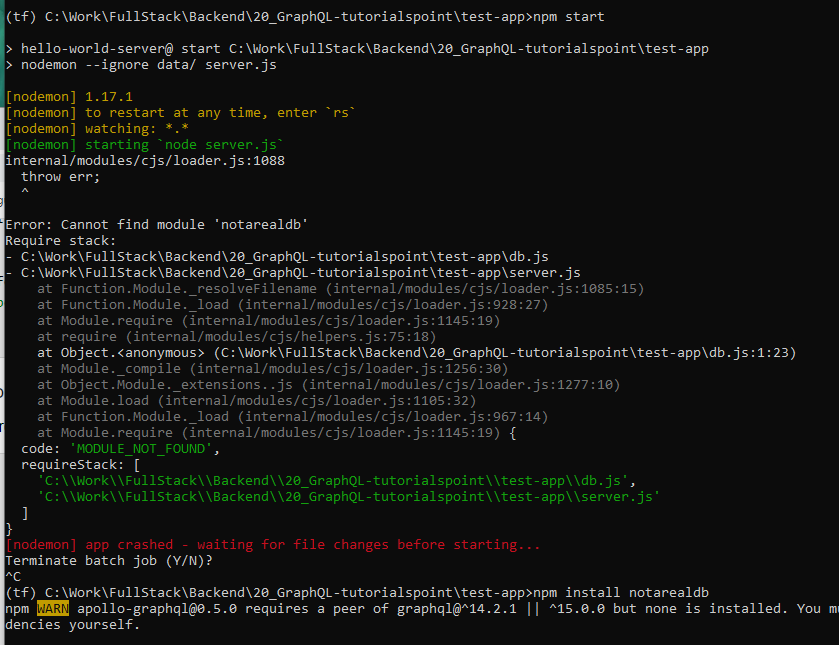 (tf) C:\Work\FullStack\Backend\20_GraphQL-tutorialspoint\test-app>npm start
> hello-world-server@ start C:\Work\FullStack\Backend\20_GraphQL-tutorialspoint\test-app
> nodemon --ignore data/ server.js
[nodemon] 1.17.1
[nodemon] to restart at any time, enter `rs`
[nodemon] watching: *.*
[nodemon] starting `node server.js`
internal/modules/cjs/loader.js:1088
  throw err;
  ^
Error: Cannot find module 'notarealdb'
Require stack:
- C:\Work\FullStack\Backend\20_GraphQL-tutorialspoint\test-app\db.js
- C:\Work\FullStack\Backend\20_GraphQL-tutorialspoint\test-app\server.js
    at Function.Module._resolveFilename (internal/modules/cjs/loader.js:1085:15)
    at Function.Module._load (internal/modules/cjs/loader.js:928:27)
    at Module.require (internal/modules/cjs/loader.js:1145:19)
    at require (internal/modules/cjs/helpers.js:75:18)
    at Object.<anonymous> (C:\Work\FullStack\Backend\20_GraphQL-tutorialspoint\test-app\db.js:1:23)
    at Module._compile (internal/modules/cjs/loader.js:1256:30)
    at Object.Module._extensions..js (internal/modules/cjs/loader.js:1277:10)
    at Module.load (internal/modules/cjs/loader.js:1105:32)
    at Function.Module._load (internal/modules/cjs/loader.js:967:14)
    at Module.require (internal/modules/cjs/loader.js:1145:19) {
  code: 'MODULE_NOT_FOUND',
  requireStack: [
    'C:\\Work\\FullStack\\Backend\\20_GraphQL-tutorialspoint\\test-app\\db.js',
    'C:\\Work\\FullStack\\Backend\\20_GraphQL-tutorialspoint\\test-app\\server.js'
  ]
}
[nodemon] app crashed - waiting for file changes before starting...
Terminate batch job (Y/N)?
^C
(tf) C:\Work\FullStack\Backend\20_GraphQL-tutorialspoint\test-app>npm install notarealdb
npm WARN apollo-graphql@0.5.0 requires a peer of graphql@^14.2.1 || ^15.0.0 but none is installed. You
dencies yourself.